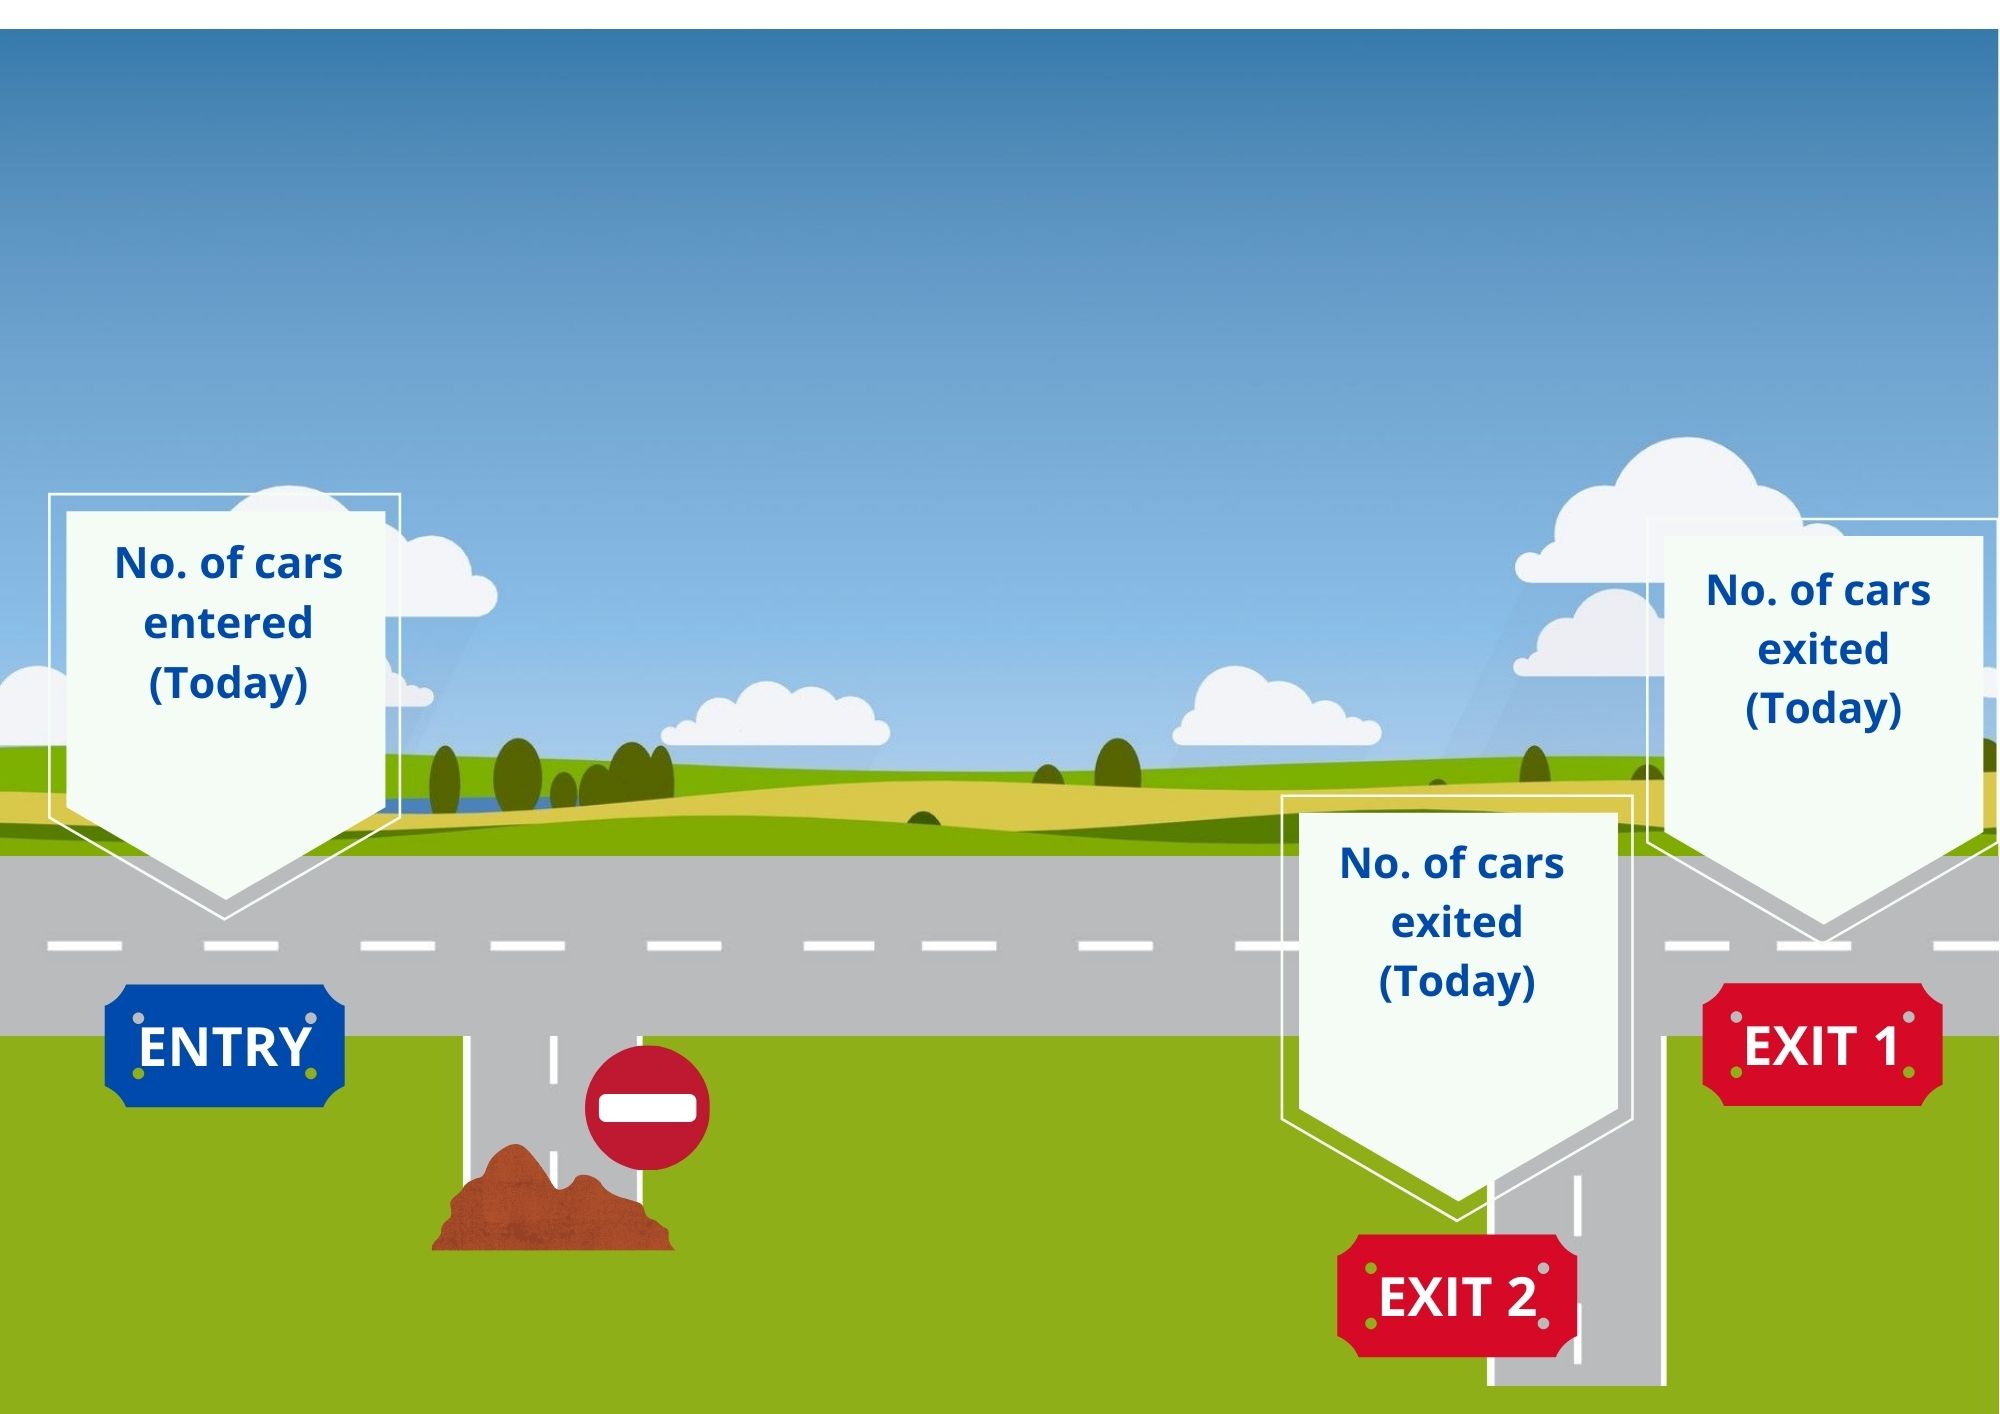 No. of cars
entered
(Today)
No. of cars
exited
(Today)
No. of cars
exited
(Today)
ENTRY
EXIT 1
EXIT 2